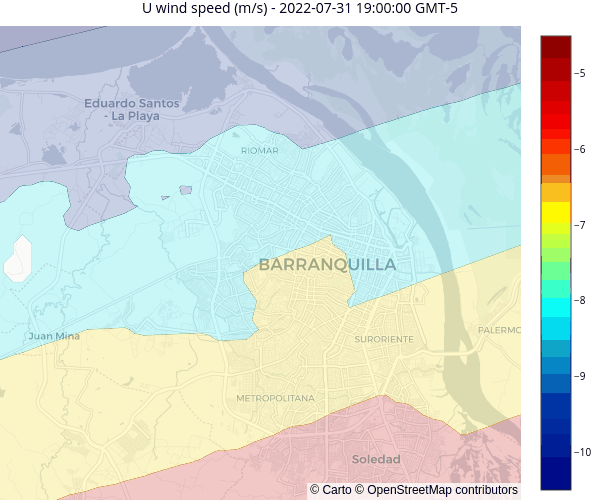 U wind speed (m/s) - 2022-07-31 19:00:00 GMT-5
Eduardo Santos
- La Playa
RIOMAR
BARRANQUILLA
Juan Mina
SURORIENTE
PALERMO
METROPOLITANA
Soledad
© Carto © OpenStreetMap contributors
−5
−6
−7
−8
−9
−10